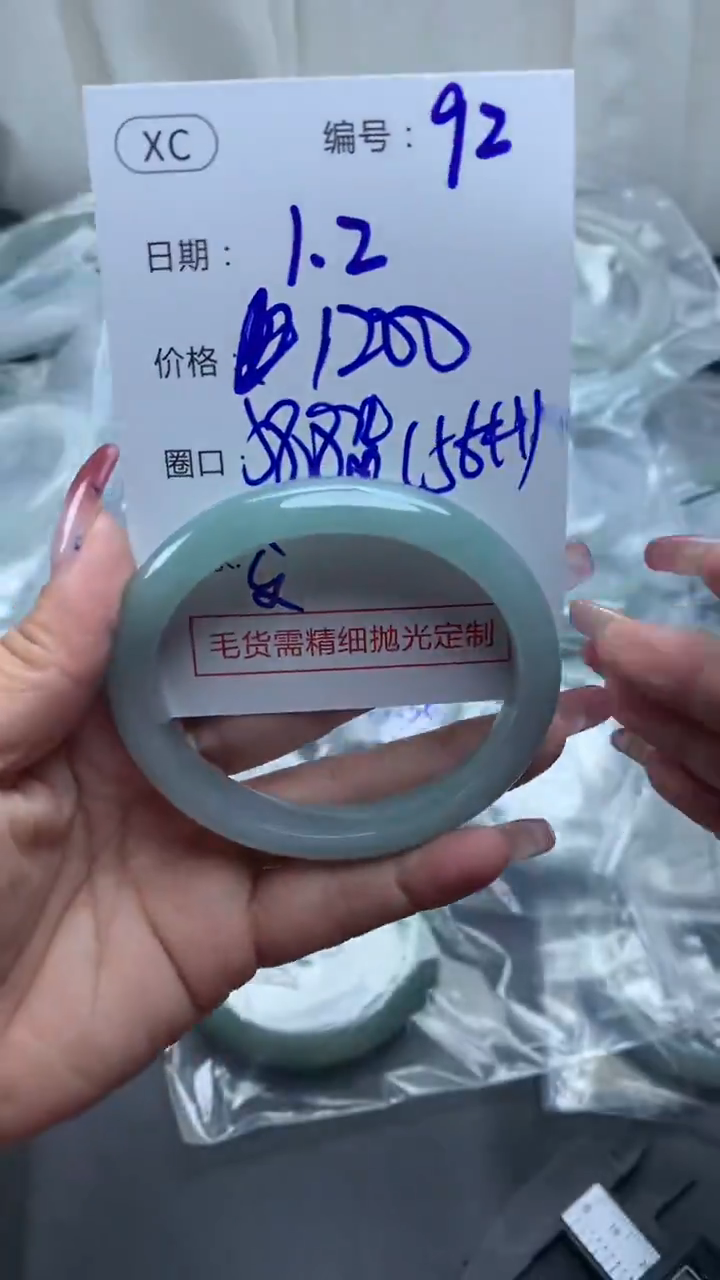 XC
编号：92
日期：1.2
价格 1200
圈口：
毛货需精细抛光定制